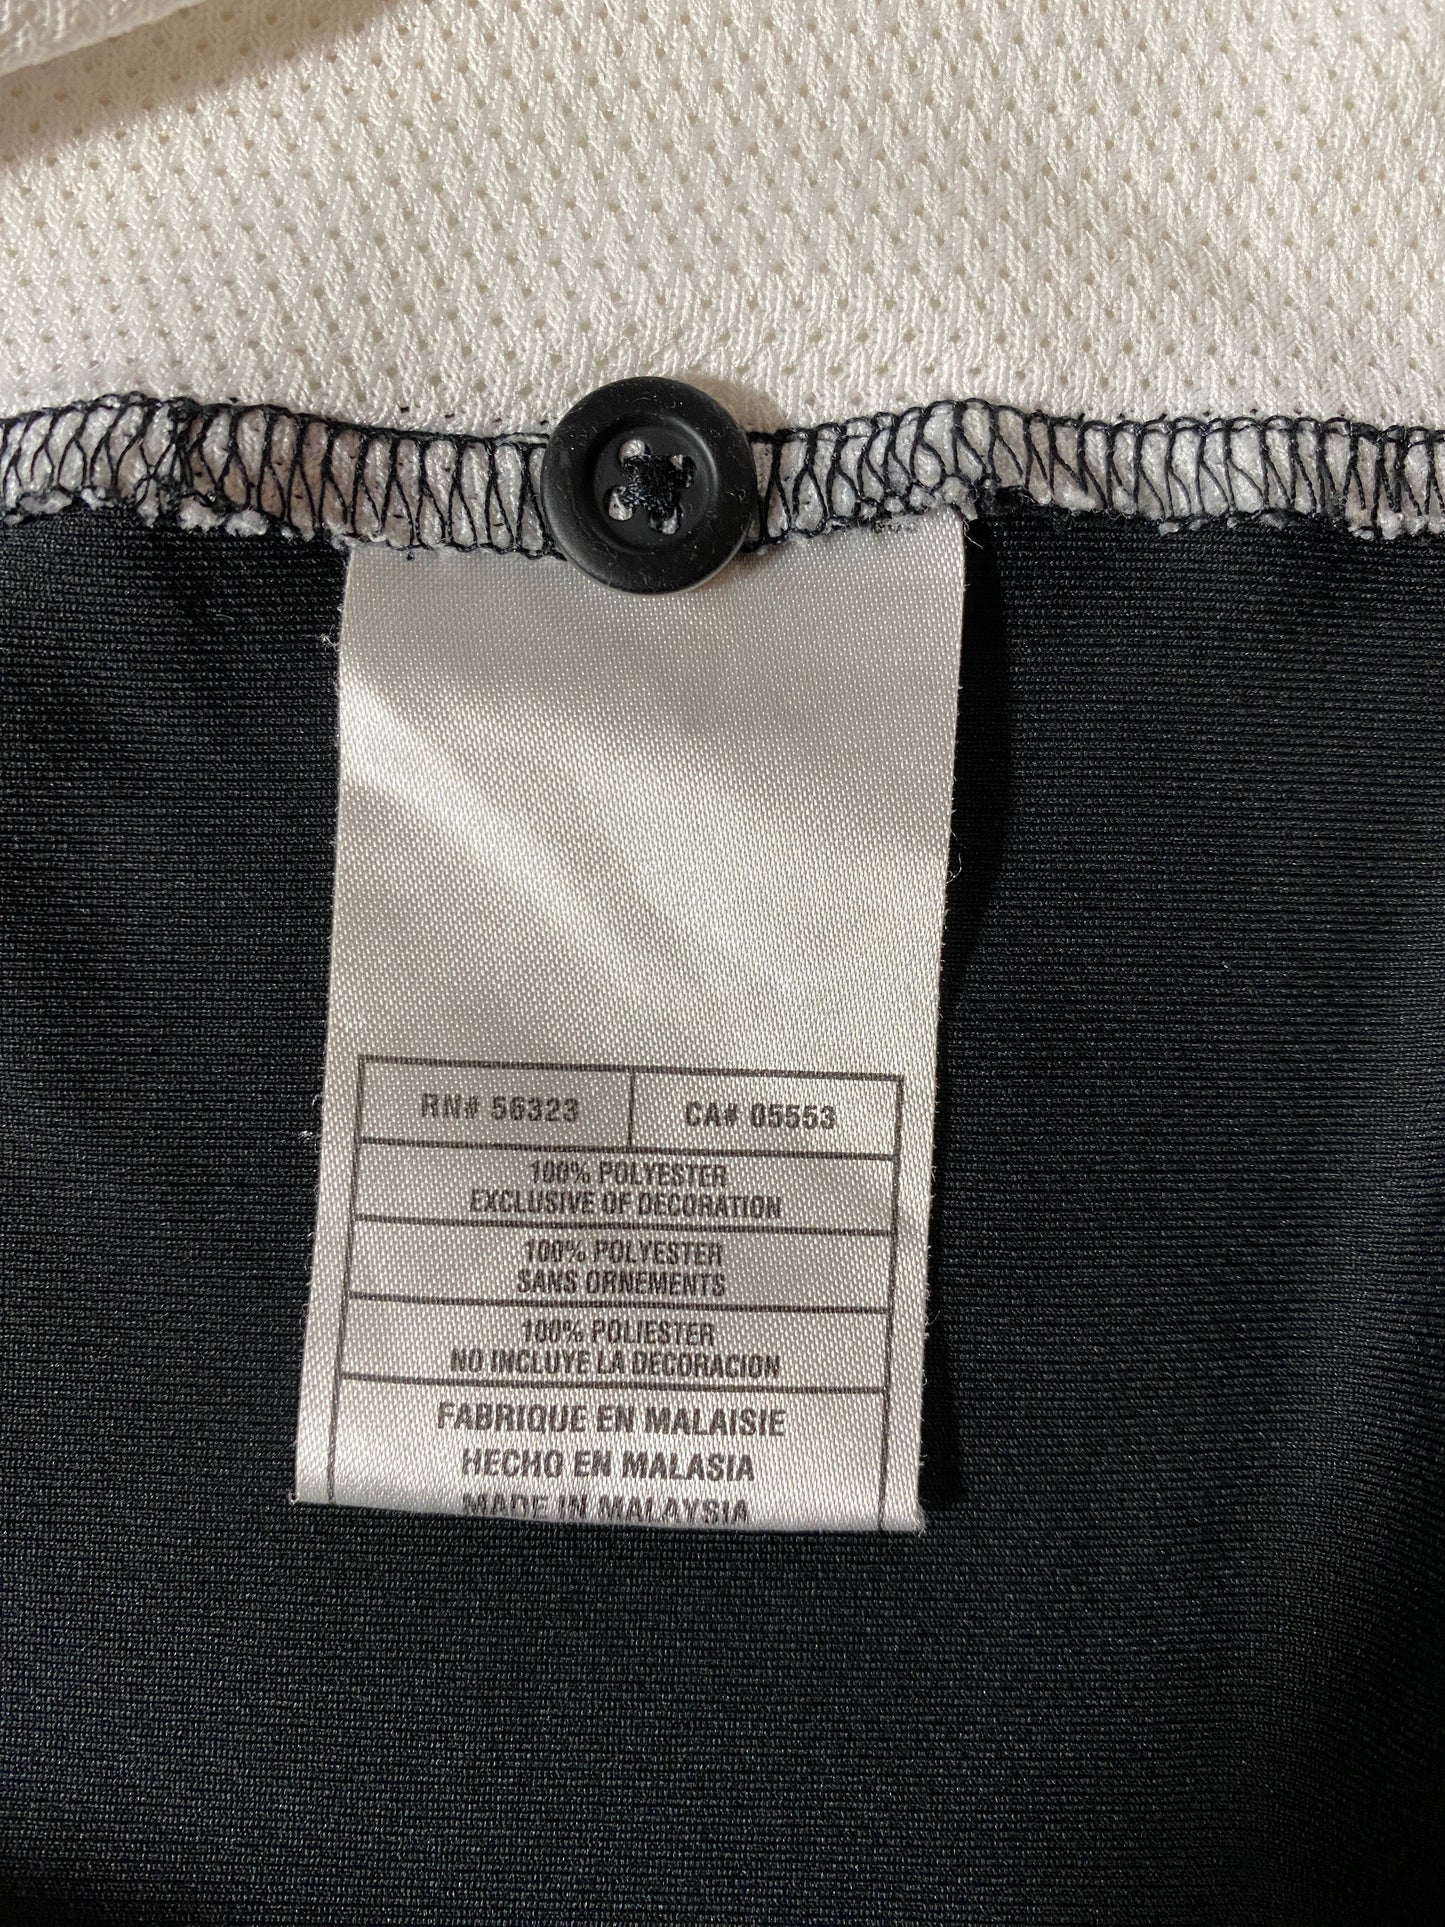 RN# 56323 CA# 05553
100% POLYESTER
EXCLUSIVE OF DECORATION
100% POLYESTER
SANS ORNEMENTS
100% POLIESTER
NO INCLUYE LA DECORACION
FABRIQUE EN MALAISIE
HECHO EN MALASIA
MADE IN MALAYSIA